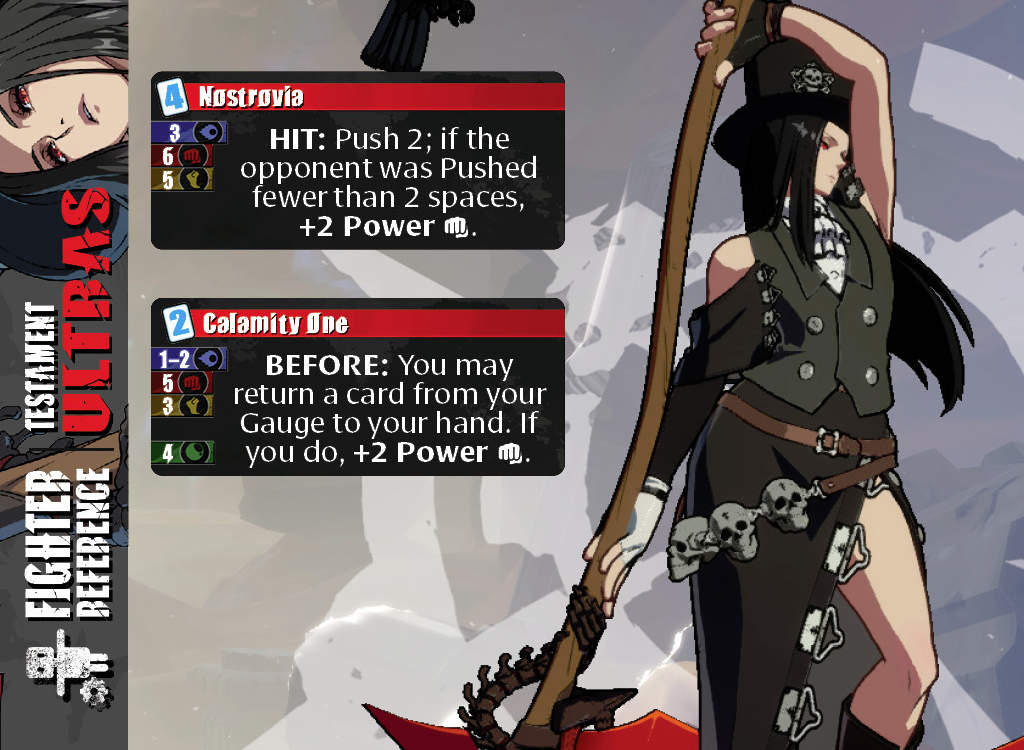 4 Nøstrøvia
3
6
5
HIT: Push 2; if the
opponent was Pushed
fewer than 2 spaces,
+2 Power.
2 Calamity Øne
1–2
5
3
4
BEFORE: You may
return a card from your
Gauge to your hand. If
you do, +2 Power.
FIGHTER
REFERENCE
TESTAMENT
ULTRAS